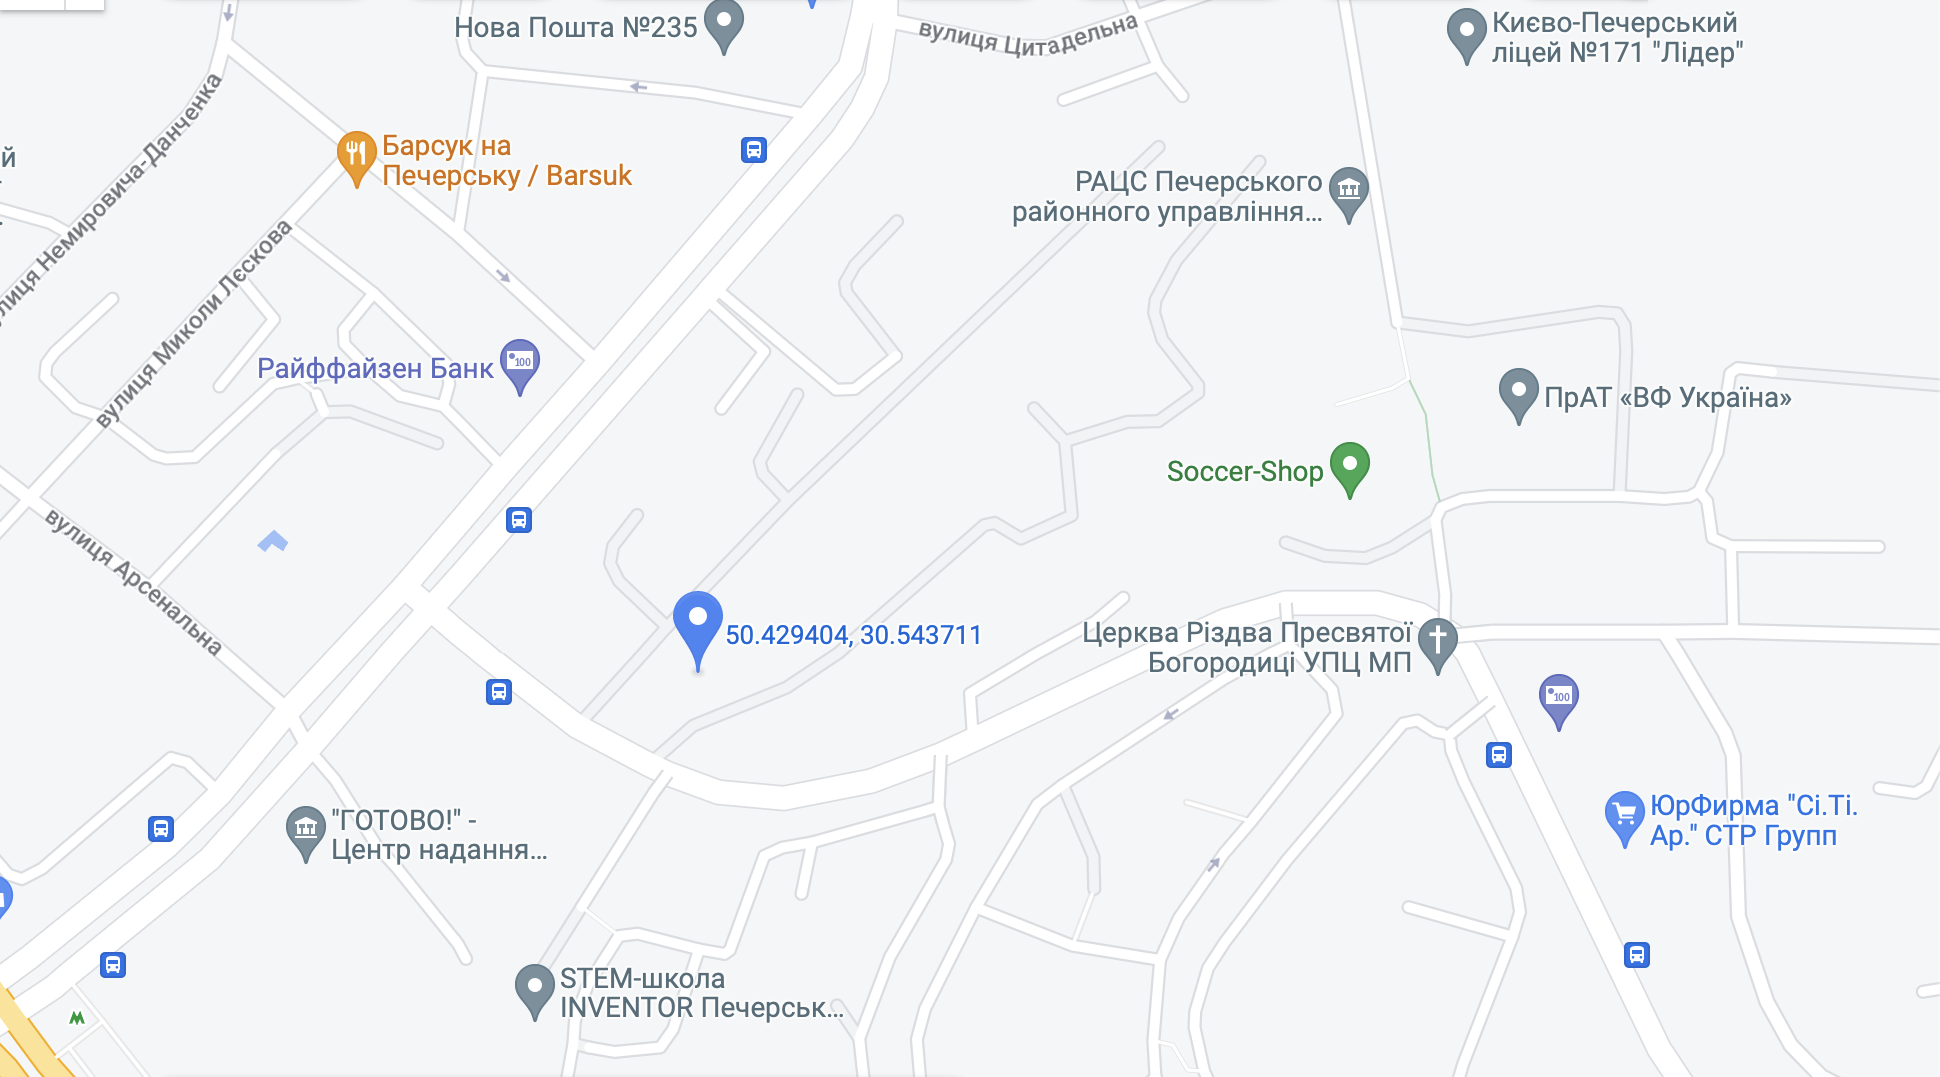 Нова Пошта №235
вулиця Цитадельна
Києво-Печерський
ліцей №171 "Лідер"
Барсук на
Печерську / Barsuk
й
РАЦС Печерського
районного управління...
вулиця Немировича-Данченка
вулиця Миколи Лєскова
Райффайзен Банк
100
ПрАТ «ВФ Україна»
Soccer-Shop
вулиця Арсенальна
50.429404, 30.543711
Церква Різдва Пресвятої
Богородиці УПЦ МП
100
"ГОТОВО!" -
Центр надання...
ЮрФирма "Сі.Ті.
Ар." СТР Групп
STEM-школа
INVENTOR Печерськ...